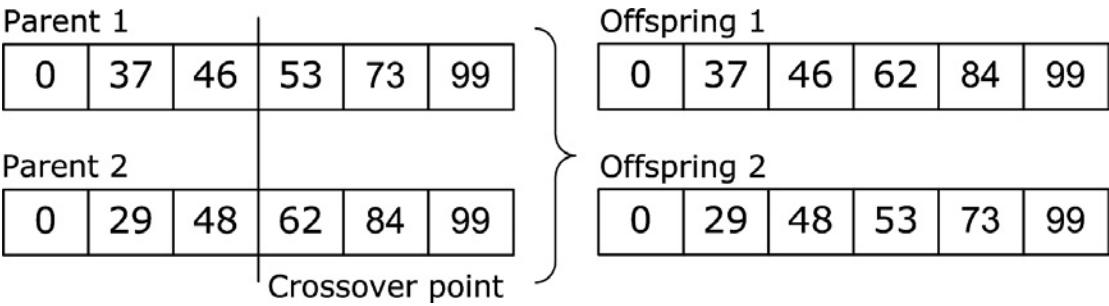 Parent 1
0 37 46 53 73 99
Parent 2
0 29 48 62 84 99
Crossover point
Offspring 1
0 37 46 62 84 99
Offspring 2
0 29 48 53 73 99